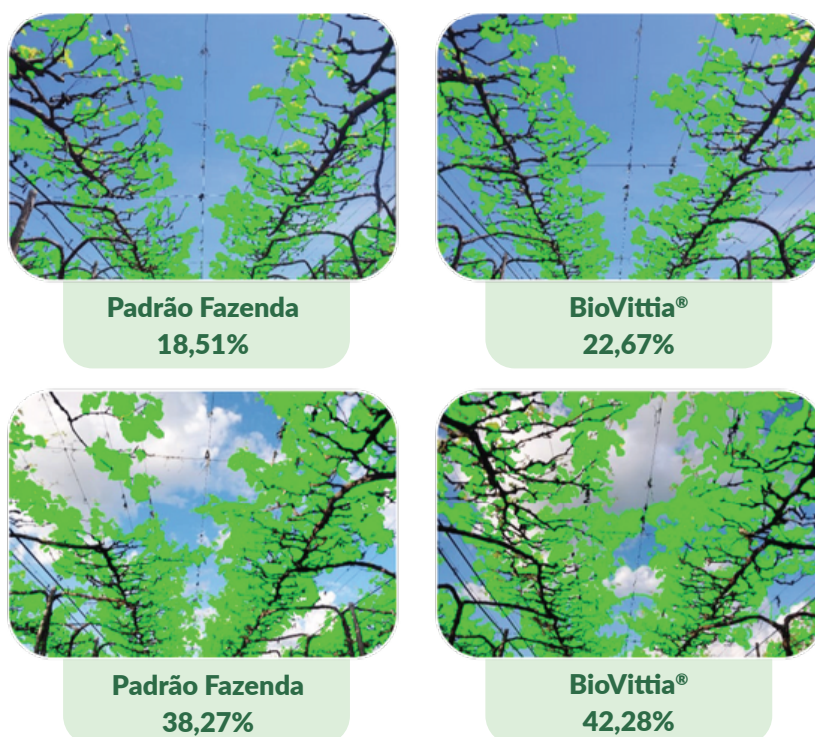 Padrão Fazenda
18,51%
BioVittia®
22,67%
Padrão Fazenda
38,27%
BioVittia®
42,28%